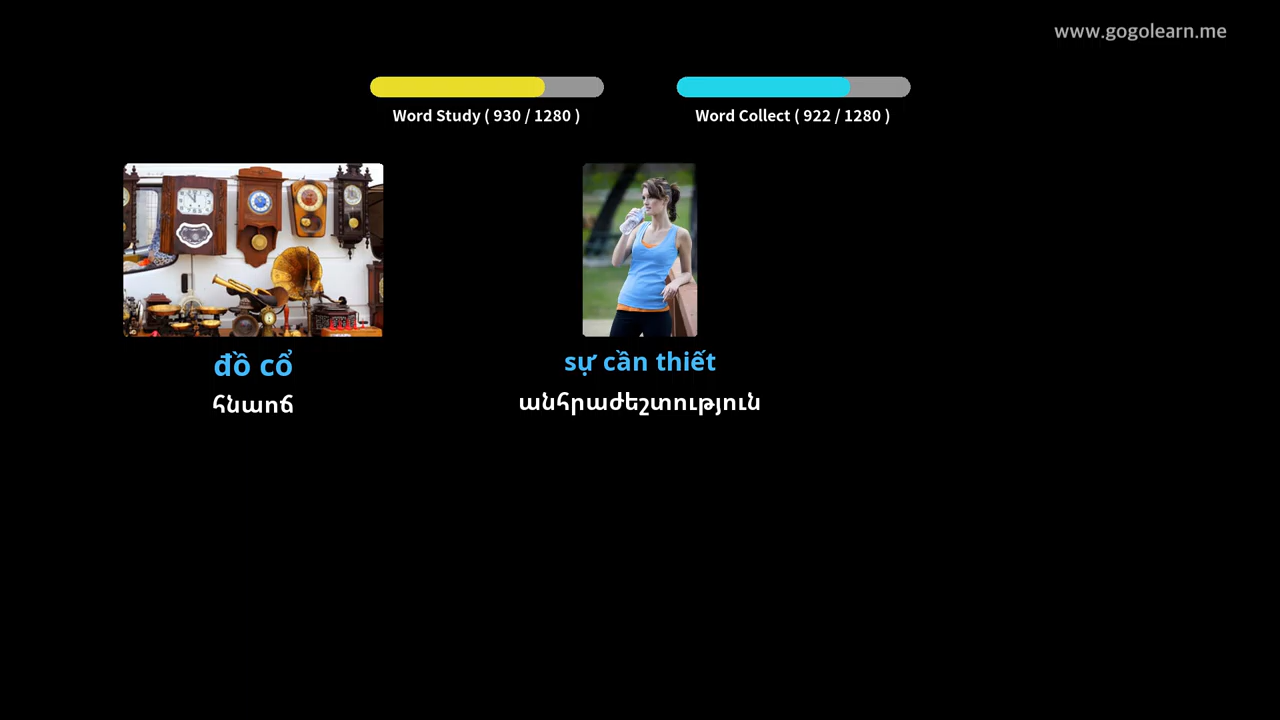 www.gogolearn.me
Word Study ( 930 / 1280 )
Word Collect ( 922 / 1280 )
đồ cổ
հնաոճ
sự cần thiết
անհրաժեշտություն